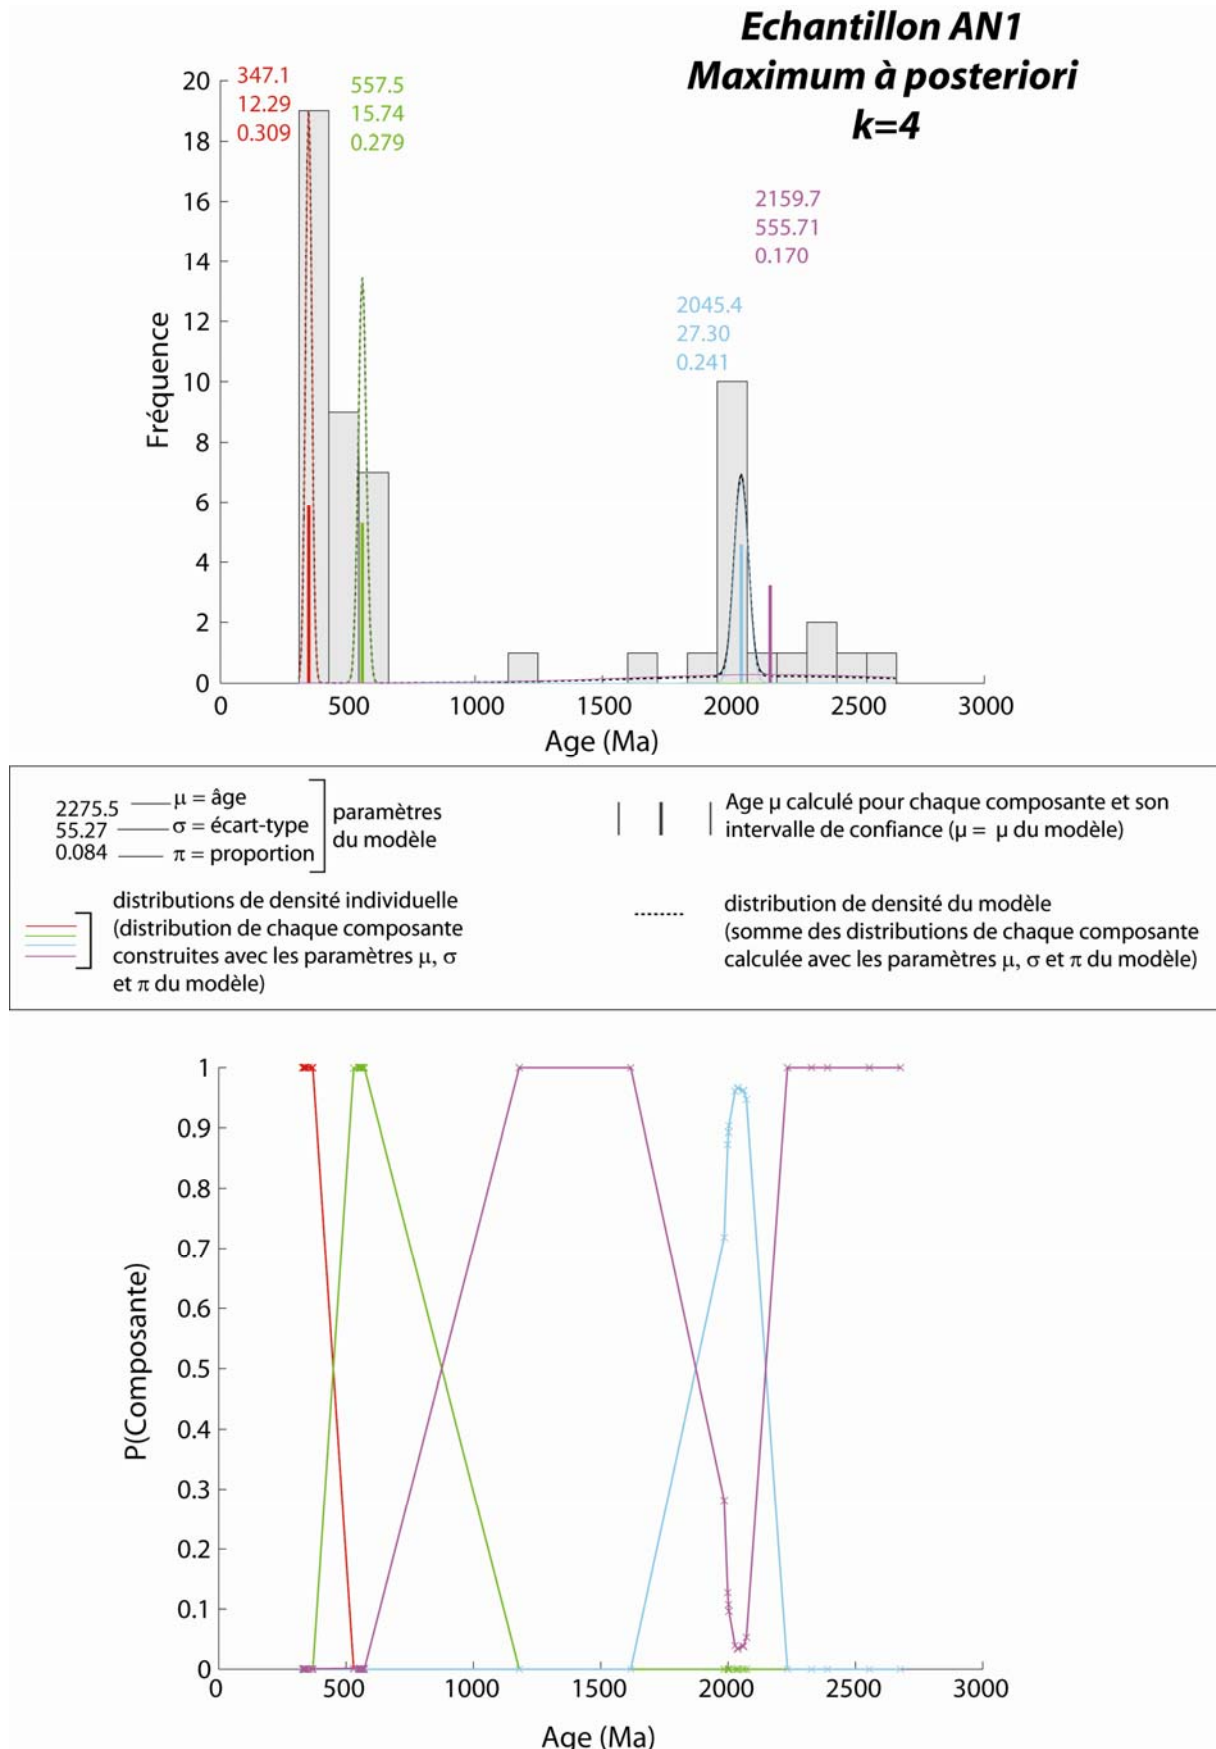 Echantillon AN1
Maximum à posteriori
k=4
347.1
12.29
0.309
557.5
15.74
0.279
2159.7
555.71
0.170
2045.4
27.30
0.241
Fréquence
20
18
16
14
12
10
8
6
4
2
0
0 500 1000 1500 2000 2500 3000
Age (Ma)
2275.5
55.27
0.084
μ = âge
σ = écart-type
π = proportion
paramètres
du modèle
Age μ calculé pour chaque composante et son
intervalle de confiance (μ = μ du modèle)
distributions de densité individuelle
(distribution de chaque composante
construites avec les paramètres μ, σ
et π du modèle)
distribution de densité du modèle
(somme des distributions de chaque composante
calculée avec les paramètres μ, σ et π du modèle)
P(Composante)
1
0.9
0.8
0.7
0.6
0.5
0.4
0.3
0.2
0.1
0
0 500 1000 1500 2000 2500 3000
Age (Ma)